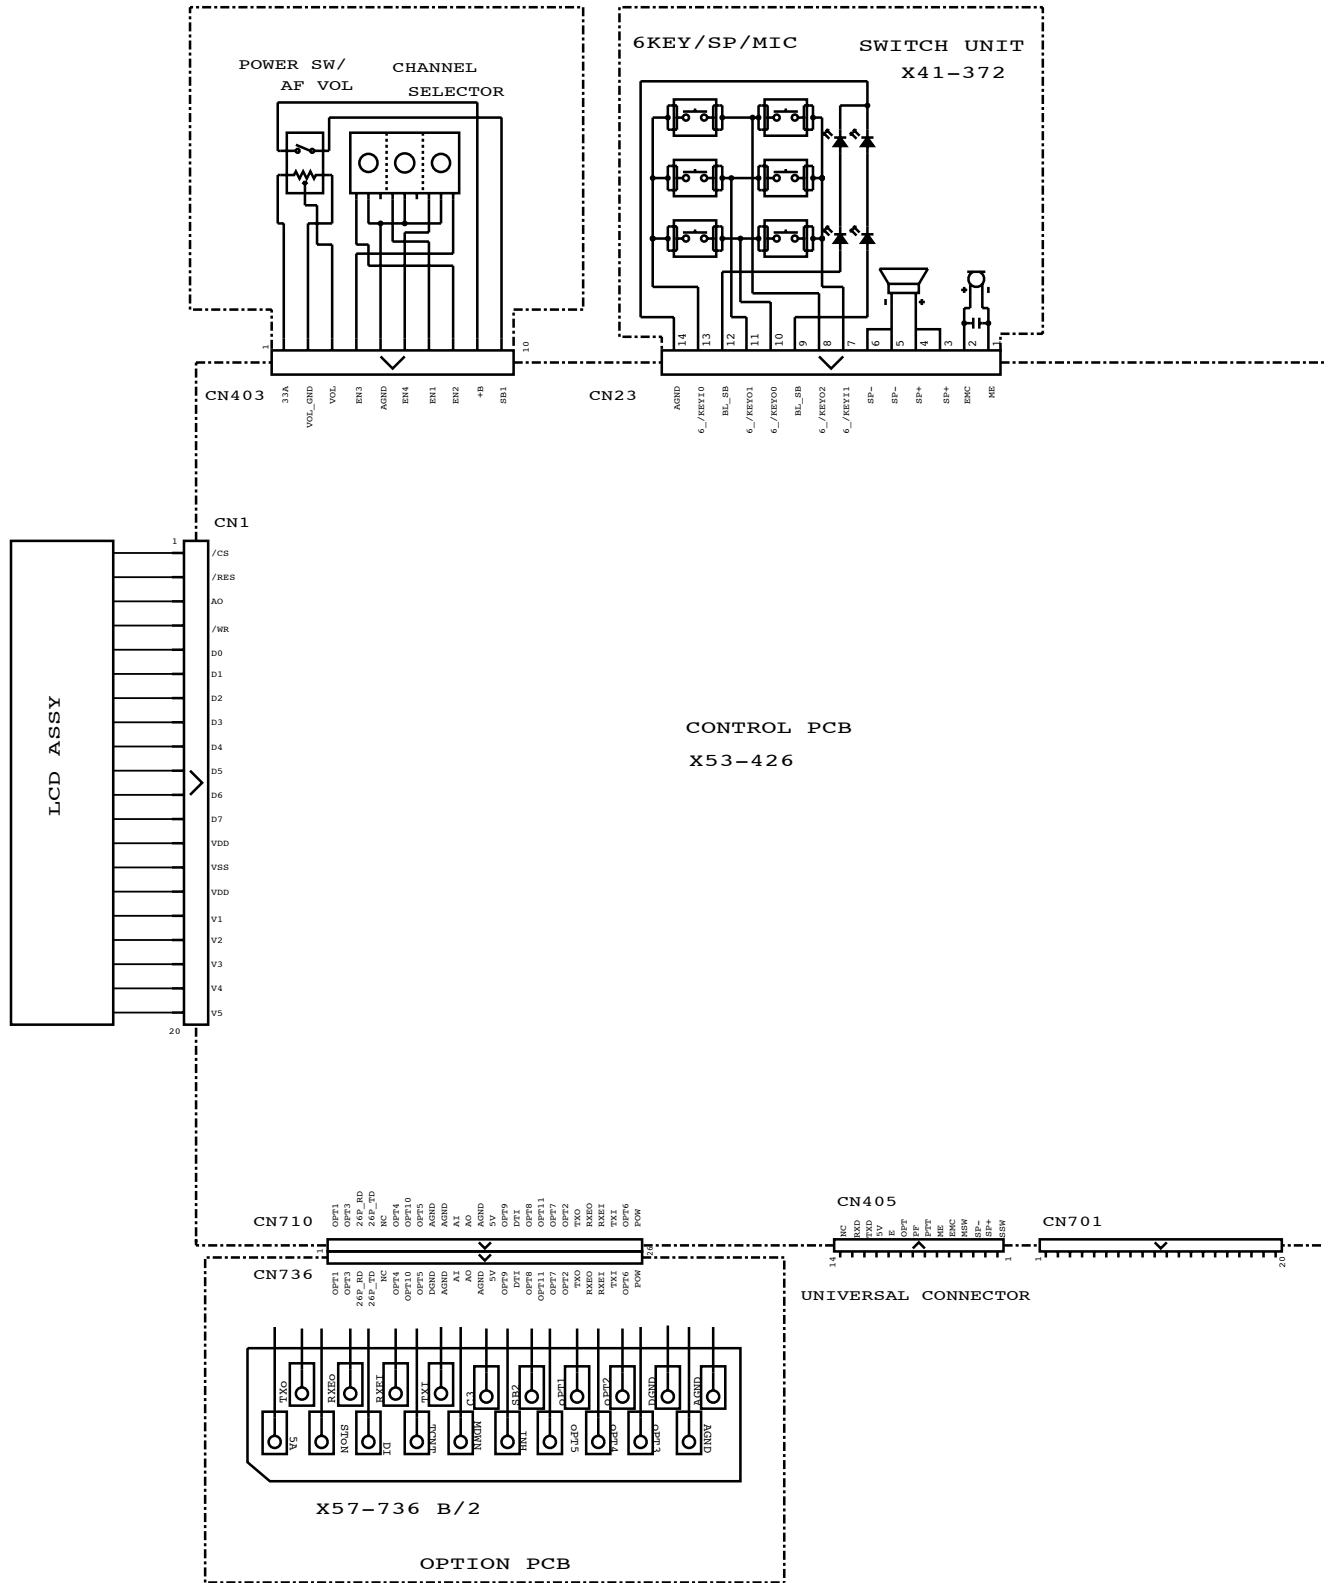 POWER SW/
AF VOL
CHANNEL
SELECTOR
6KEY/SP/MIC
SWITCH UNIT
X41-372
1
10
CN403
33A
VOL_GND
VOL
EN3
AGND
EN4
EN1
EN2
+B
SB1
-
+
+
-
14
13
12
11
10
9
8
7
6
5
4
3
2
1
CN23
AGND
6_/KEYI0
BL_SB
6_/KEYO1
6_/KEYO0
BL_SB
6_/KEYO2
6_/KEYI1
SP-
SP-
SP+
SP+
EMC
ME
CN1
1
/CS
/RES
AO
/WR
D0
D1
D2
D3
D4
D5
D6
D7
VDD
VSS
VDD
V1
V2
V3
V4
V5
20
LCD ASSY
CONTROL PCB
X53-426
CN710
OPT1
OPT3
26P_RD
26P_TD
NC
OPT4
OPT10
OPT5
AGND
AGND
AI
AO
AGND
5V
OPT9
DTI
OPT8
OPT11
OPT7
OPT2
TXO
RXEO
RXEI
TXI
OPT6
POW
1
26
CN736
OPT1
OPT3
26P_RD
26P_TD
NC
OPT4
OPT10
OPT5
DGND
AGND
AI
AO
AGND
5V
OPT9
DTI
OPT8
OPT11
OPT7
OPT2
TXO
RXEO
RXEI
TXI
OPT6
POW
CN405
NC
RXD
TXD
5V
E
OPT
PF
PTT
ME
EMC
MSW
SP-
SP+
SSW
14
1
CN701
1
20
UNIVERSAL CONNECTOR
TXo
RXEo
RXEI
TXI
C3
SB2
OPT1
OPT2
DGND
AGND
5A
SToN
DI
TCNT
MDWN
INH
OPT5
OPT4
OPT3
AGND
X57-736 B/2
OPTION PCB